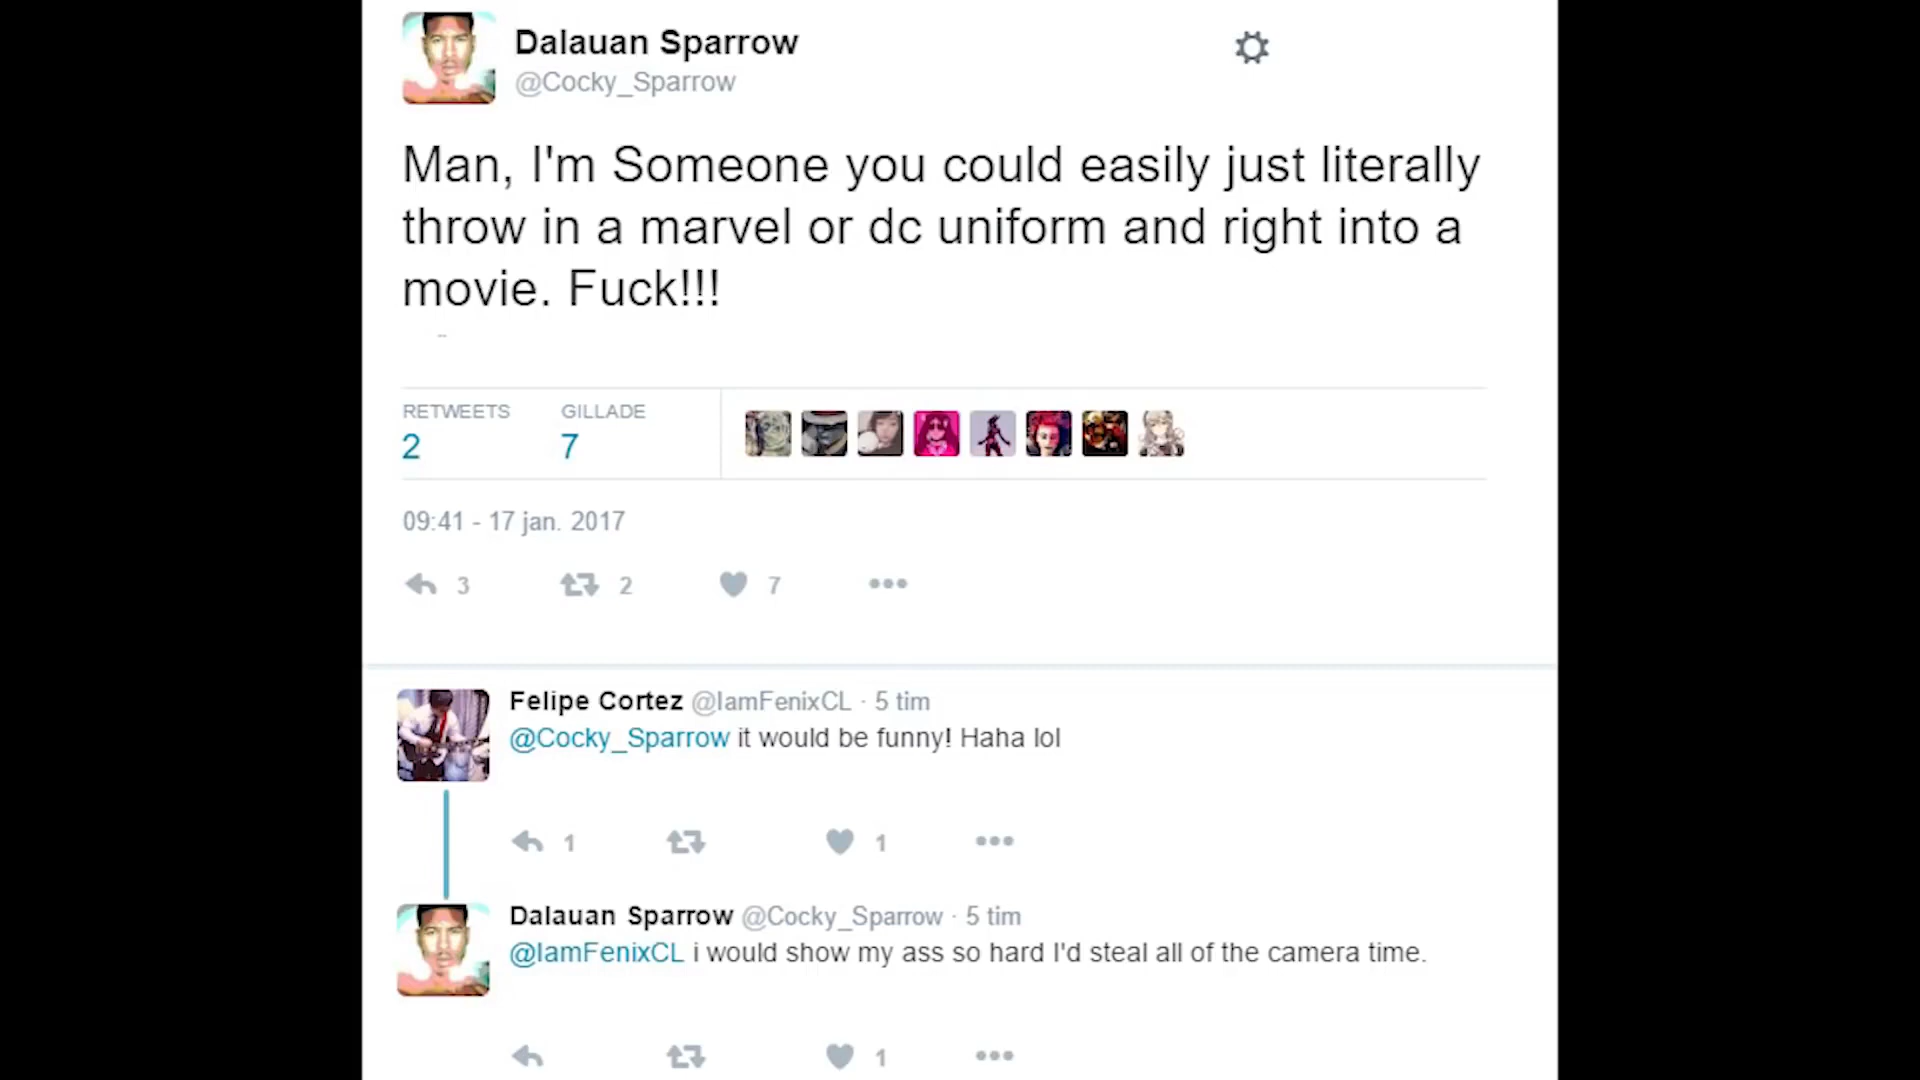 Dalauan Sparrow
@Cocky_Sparrow
Man, I'm Someone you could easily just literally
throw in a marvel or dc uniform and right into a
movie. Fuck!!!
RETWEETS
GILLADE
2
7
09:41 - 17 jan. 2017
3
2
7
Felipe Cortez @IamFenixCL · 5 tim
@Cocky_Sparrow it would be funny! Haha lol
1
1
Dalauan Sparrow @Cocky_Sparrow · 5 tim
@IamFenixCL i would show my ass so hard I'd steal all of the camera time.
1